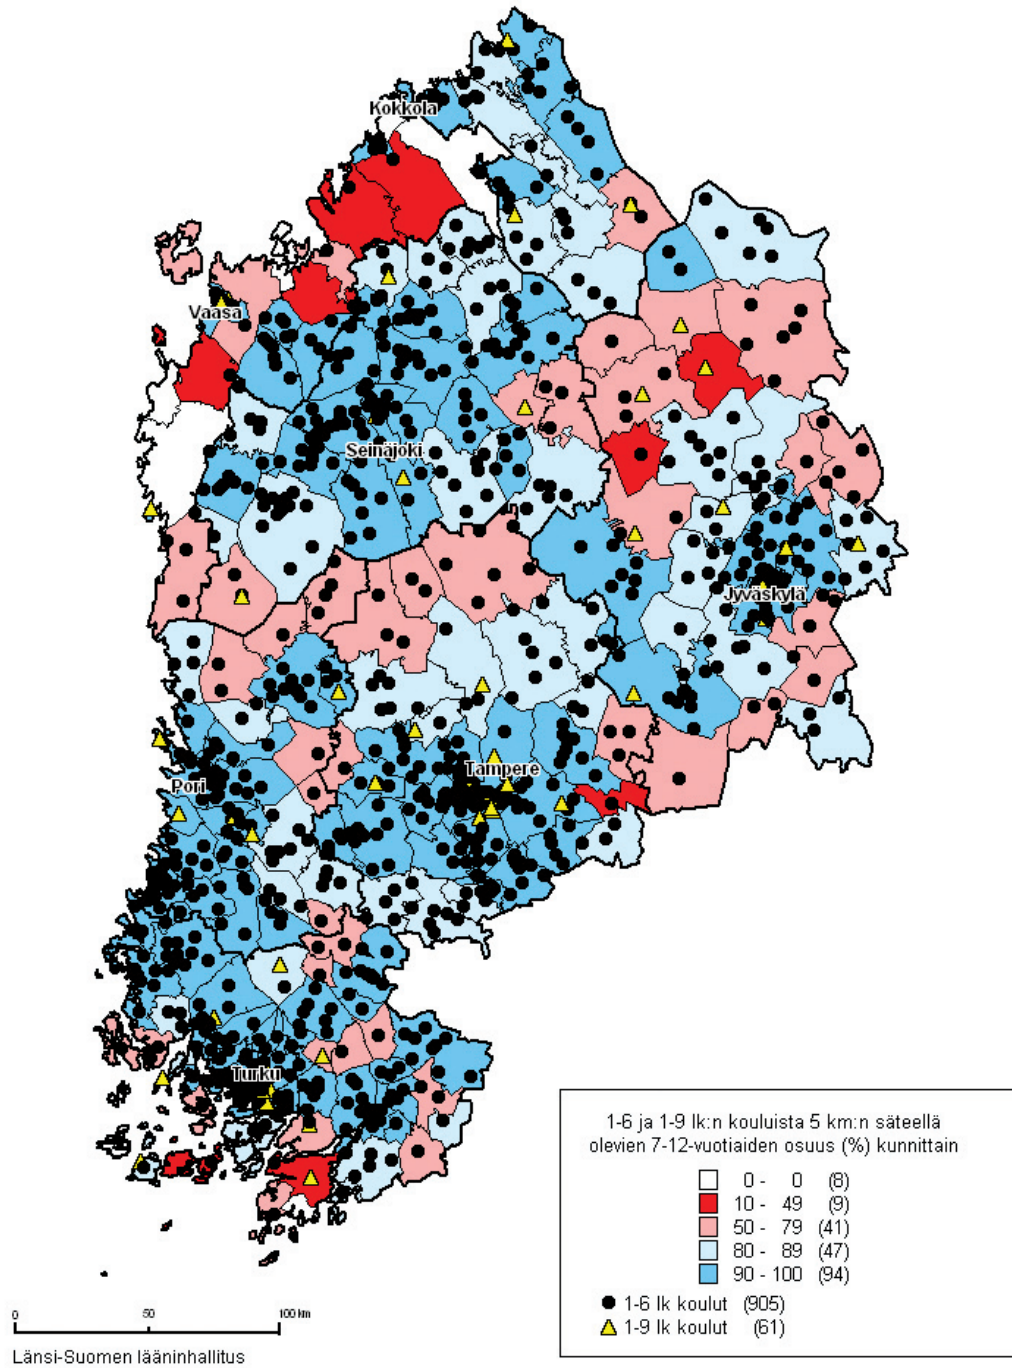 Kokkola
Vaasa
Seinäjoki
Jyväskylä
Tampere
Pori
Turku
1-6 ja 1-9 lk:n kouluista 5 km:n säteellä
olevien 7-12-vuotiaiden osuus (%) kunnittain
0 - 0 (8)
10 - 49 (9)
50 - 79 (41)
80 - 89 (47)
90 - 100 (94)
1-6 lk koulut (905)
1-9 lk koulut (61)
0 50 100 km
Länsi-Suomen lääninhallitus